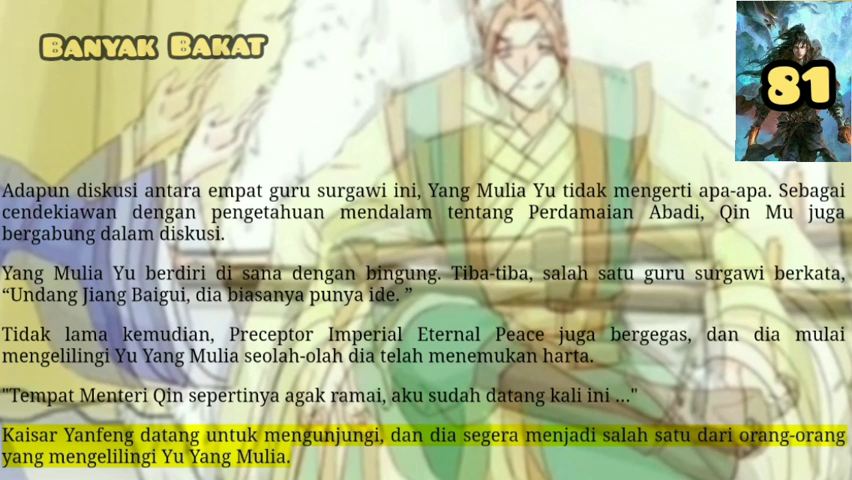 Banyak Bakat
81
Adapun diskusi antara empat guru surgawi ini, Yang Mulia Yu tidak mengerti apa-apa. Sebagai
cendekiawan dengan pengetahuan mendalam tentang Perdamaian Abadi, Qin Mu juga
bergabung dalam diskusi.
Yang Mulia Yu berdiri di sana dengan bingung. Tiba-tiba, salah satu guru surgawi berkata,
“Undang Jiang Baigui, dia biasanya punya ide. ”
Tidak lama kemudian, Preceptor Imperial Eternal Peace juga bergegas, dan dia mulai
mengelilingi Yu Yang Mulia seolah-olah dia telah menemukan harta.
"Tempat Menteri Qin sepertinya agak ramai, aku sudah datang kali ini ..."
Kaisar Yanfeng datang untuk mengunjungi, dan dia segera menjadi salah satu dari orang-orang
yang mengelilingi Yu Yang Mulia.